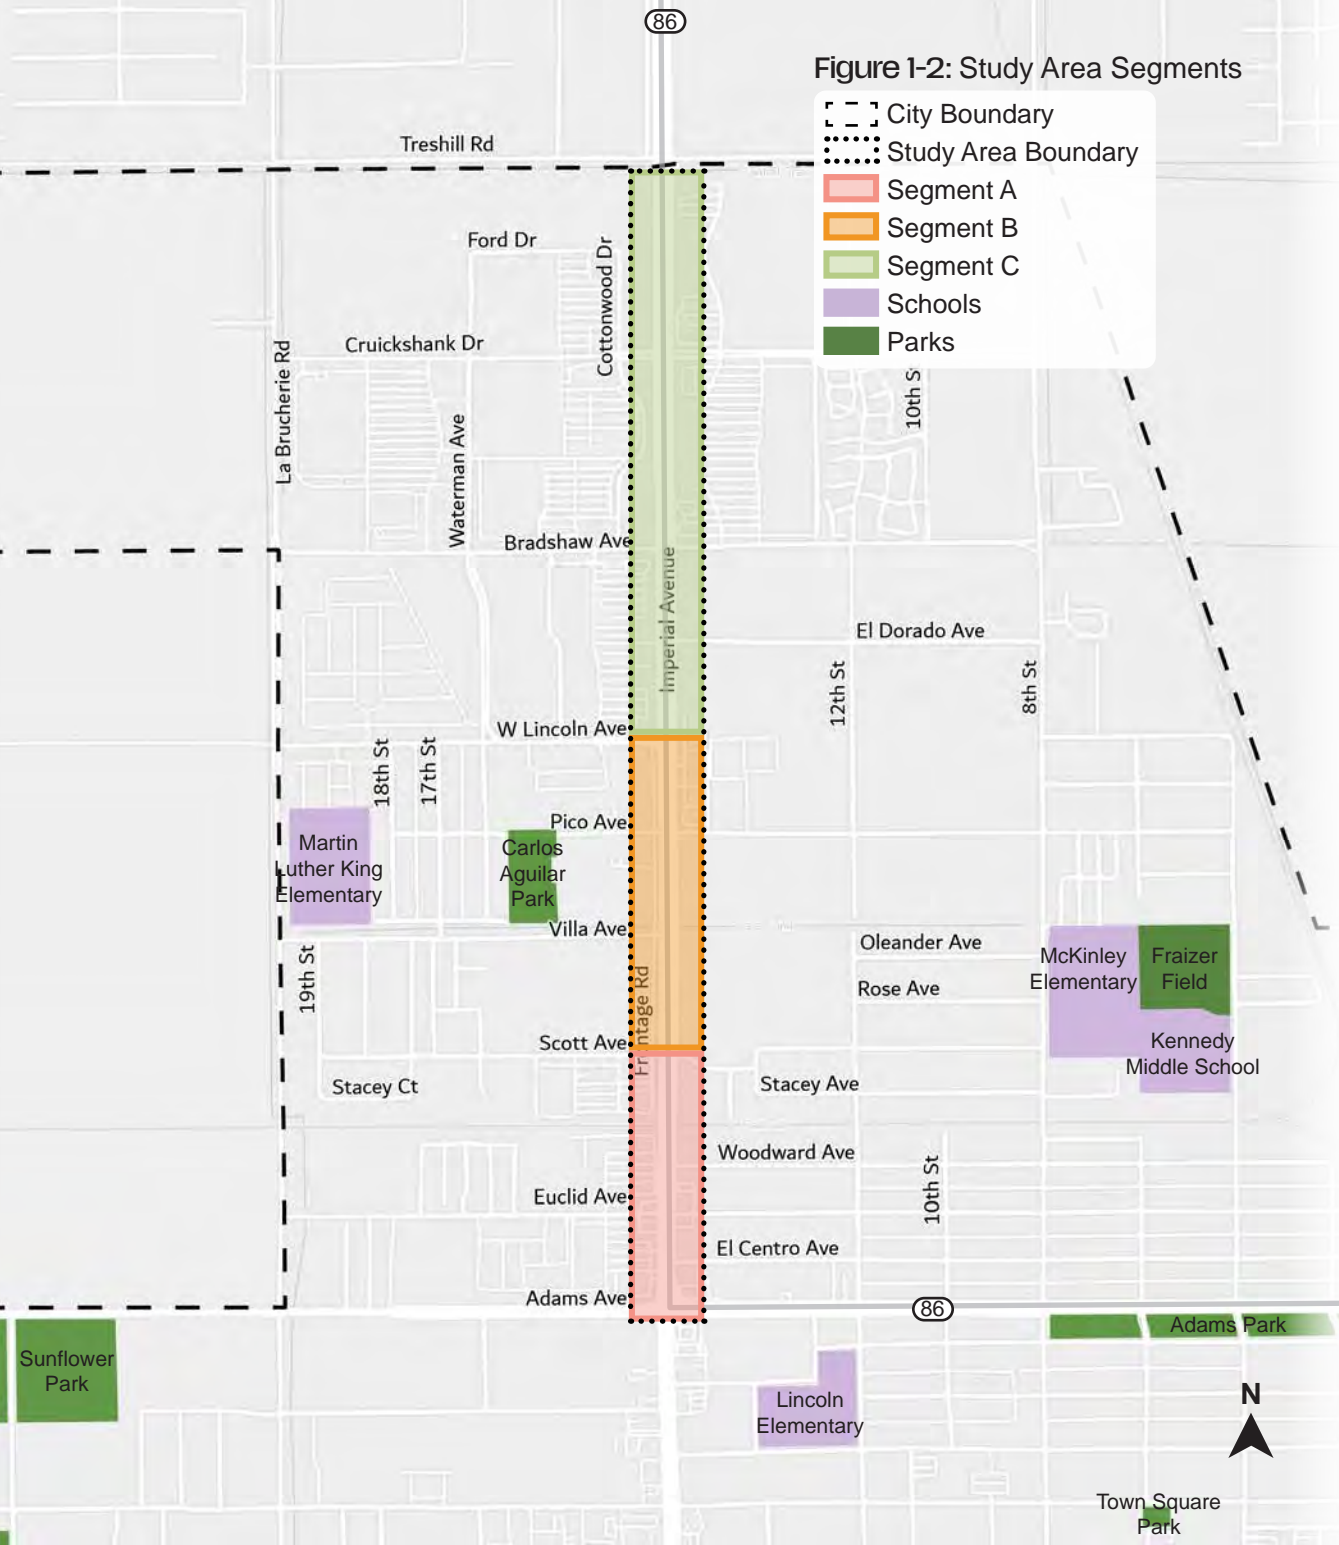 86
Figure 1-2: Study Area Segments
City Boundary
Study Area Boundary
Segment A
Segment B
Segment C
Schools
Parks
Treshill Rd
Ford Dr
Cottonwood Dr
Cruickshank Dr
La Brucherie Rd
10th St
Waterman Ave
Bradshaw Ave
Imperial Avenue
El Dorado Ave
12th St
8th St
W Lincoln Ave
18th St
17th St
Pico Ave
Martin
Luther King
Elementary
Carlos
Aguilar
Park
Villa Ave
Oleander Ave
19th St
Frontage Rd
McKinley
Elementary
Fraizer
Field
Rose Ave
Scott Ave
Kennedy
Middle School
Stacey Ct
Stacey Ave
Woodward Ave
10th St
Euclid Ave
El Centro Ave
Adams Ave
86
Adams Park
Sunflower
Park
Lincoln
Elementary
N
Town Square
Park